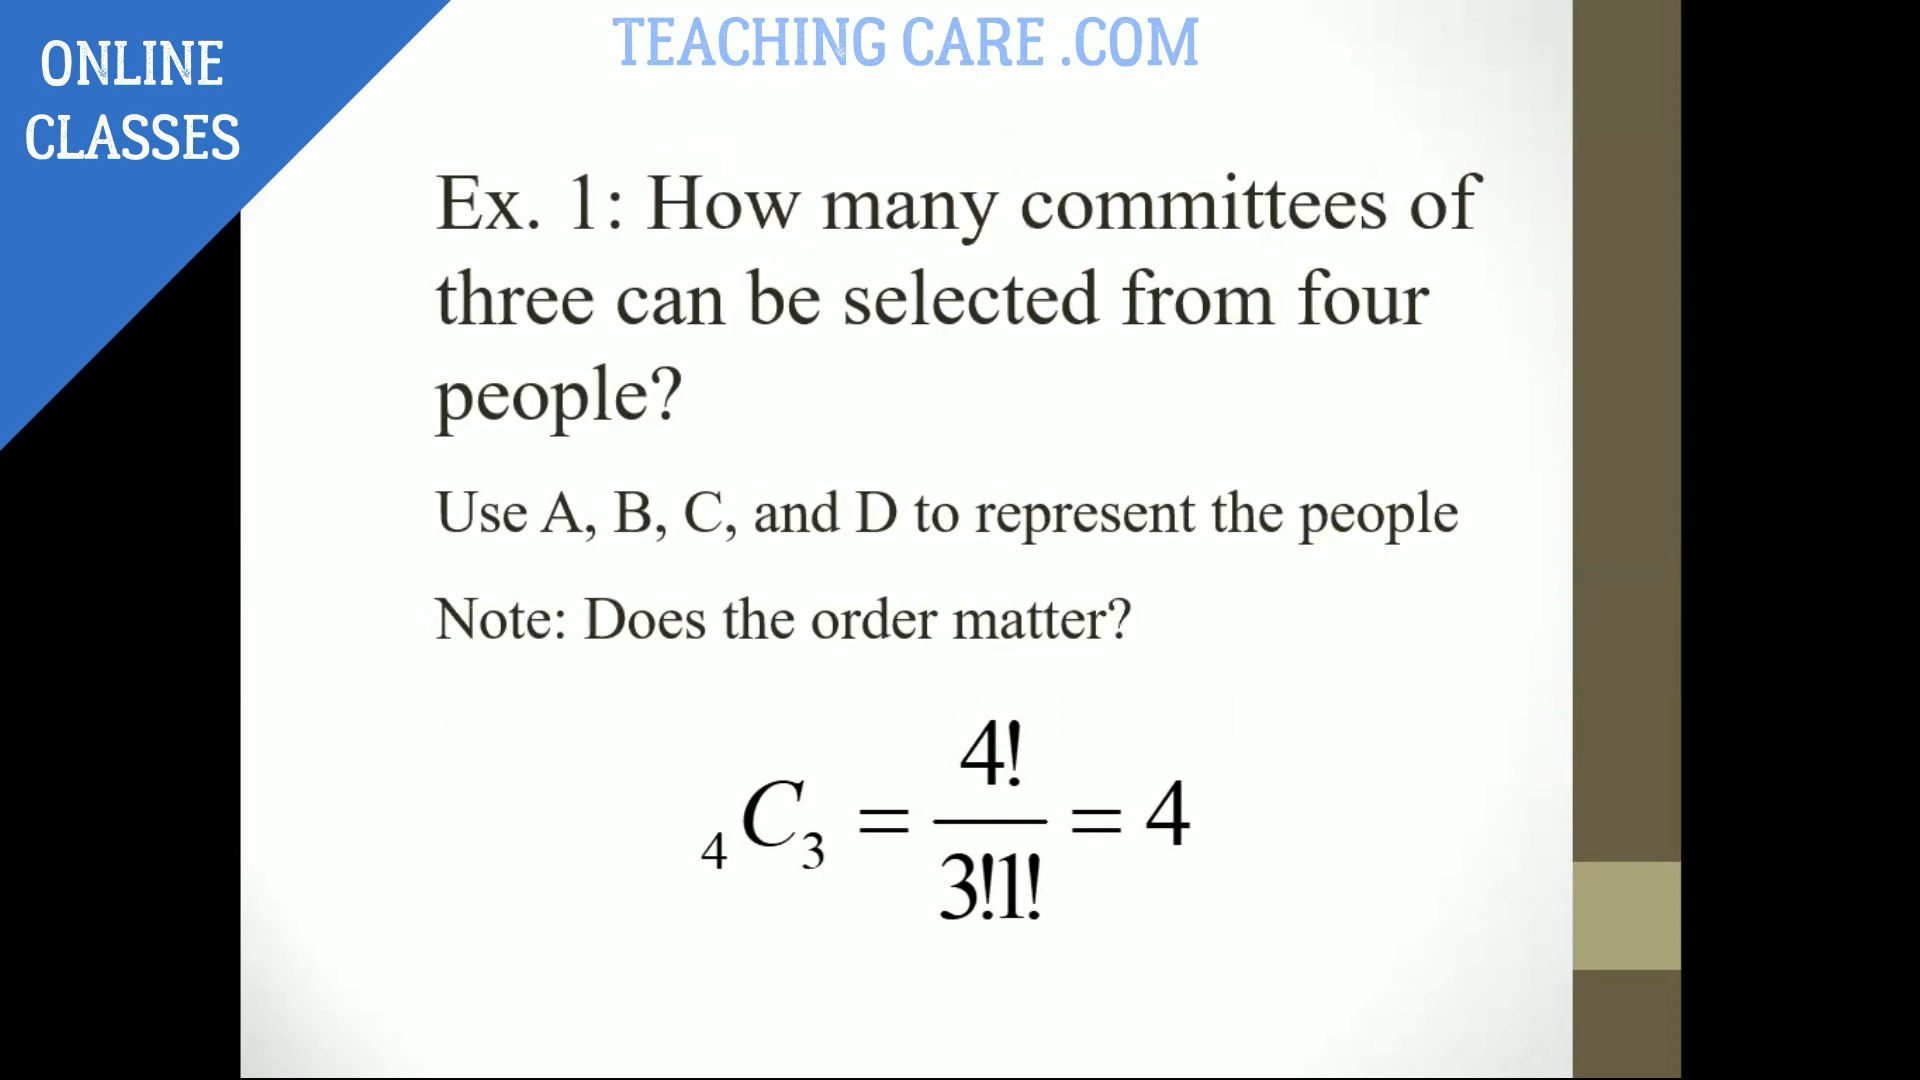 ONLINE
CLASSES
TEACHING CARE .COM
Ex. 1: How many committees of
three can be selected from four
people?
Use A, B, C, and D to represent the people
Note: Does the order matter?
₄C₃ = 4!/3!1! = 4